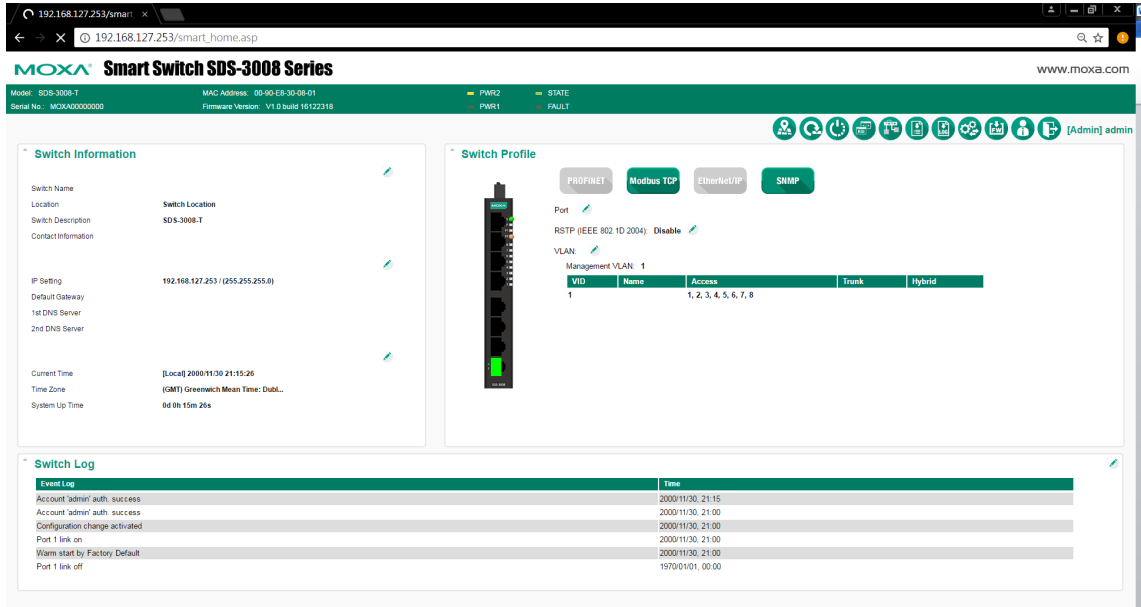 192.168.127.253/smart
192.168.127.253/smart_home.asp
MOXA Smart Switch SDS-3008 Series
www.moxa.com
Model: SDS-3008-T MAC Address: 00-90-E8-30-08-01 PWR2 STATE
Serial No.: MOXA00000000 Firmware Version: V1.0 build 16122318 PWR1 FAULT
[Admin] admin
Switch Information
Switch Name
Location Switch Location
Switch Description SDS-3008-T
Contact Information
IP Setting 192.168.127.253 / (255.255.255.0)
Default Gateway
1st DNS Server
2nd DNS Server
Current Time [Local] 2000/11/30 21:15:26
Time Zone (GMT) Greenwich Mean Time: Dubl...
System Up Time 0d 0h 15m 26s
Switch Profile
MOXA
PROFINET Modbus TCP EtherNet/IP SNMP
Port
RSTP (IEEE 802.1D 2004): Disable
VLAN:
Management VLAN: 1
VID Name Access Trunk Hybrid
1 1, 2, 3, 4, 5, 6, 7, 8
Switch Log
Event Log Time
Account 'admin' auth. success 2000/11/30, 21:15
Account 'admin' auth. success 2000/11/30, 21:00
Configuration change activated 2000/11/30, 21:00
Port 1 link on 2000/11/30, 21:00
Warm start by Factory Default 2000/11/30, 21:00
Port 1 link off 1970/01/01, 00:00